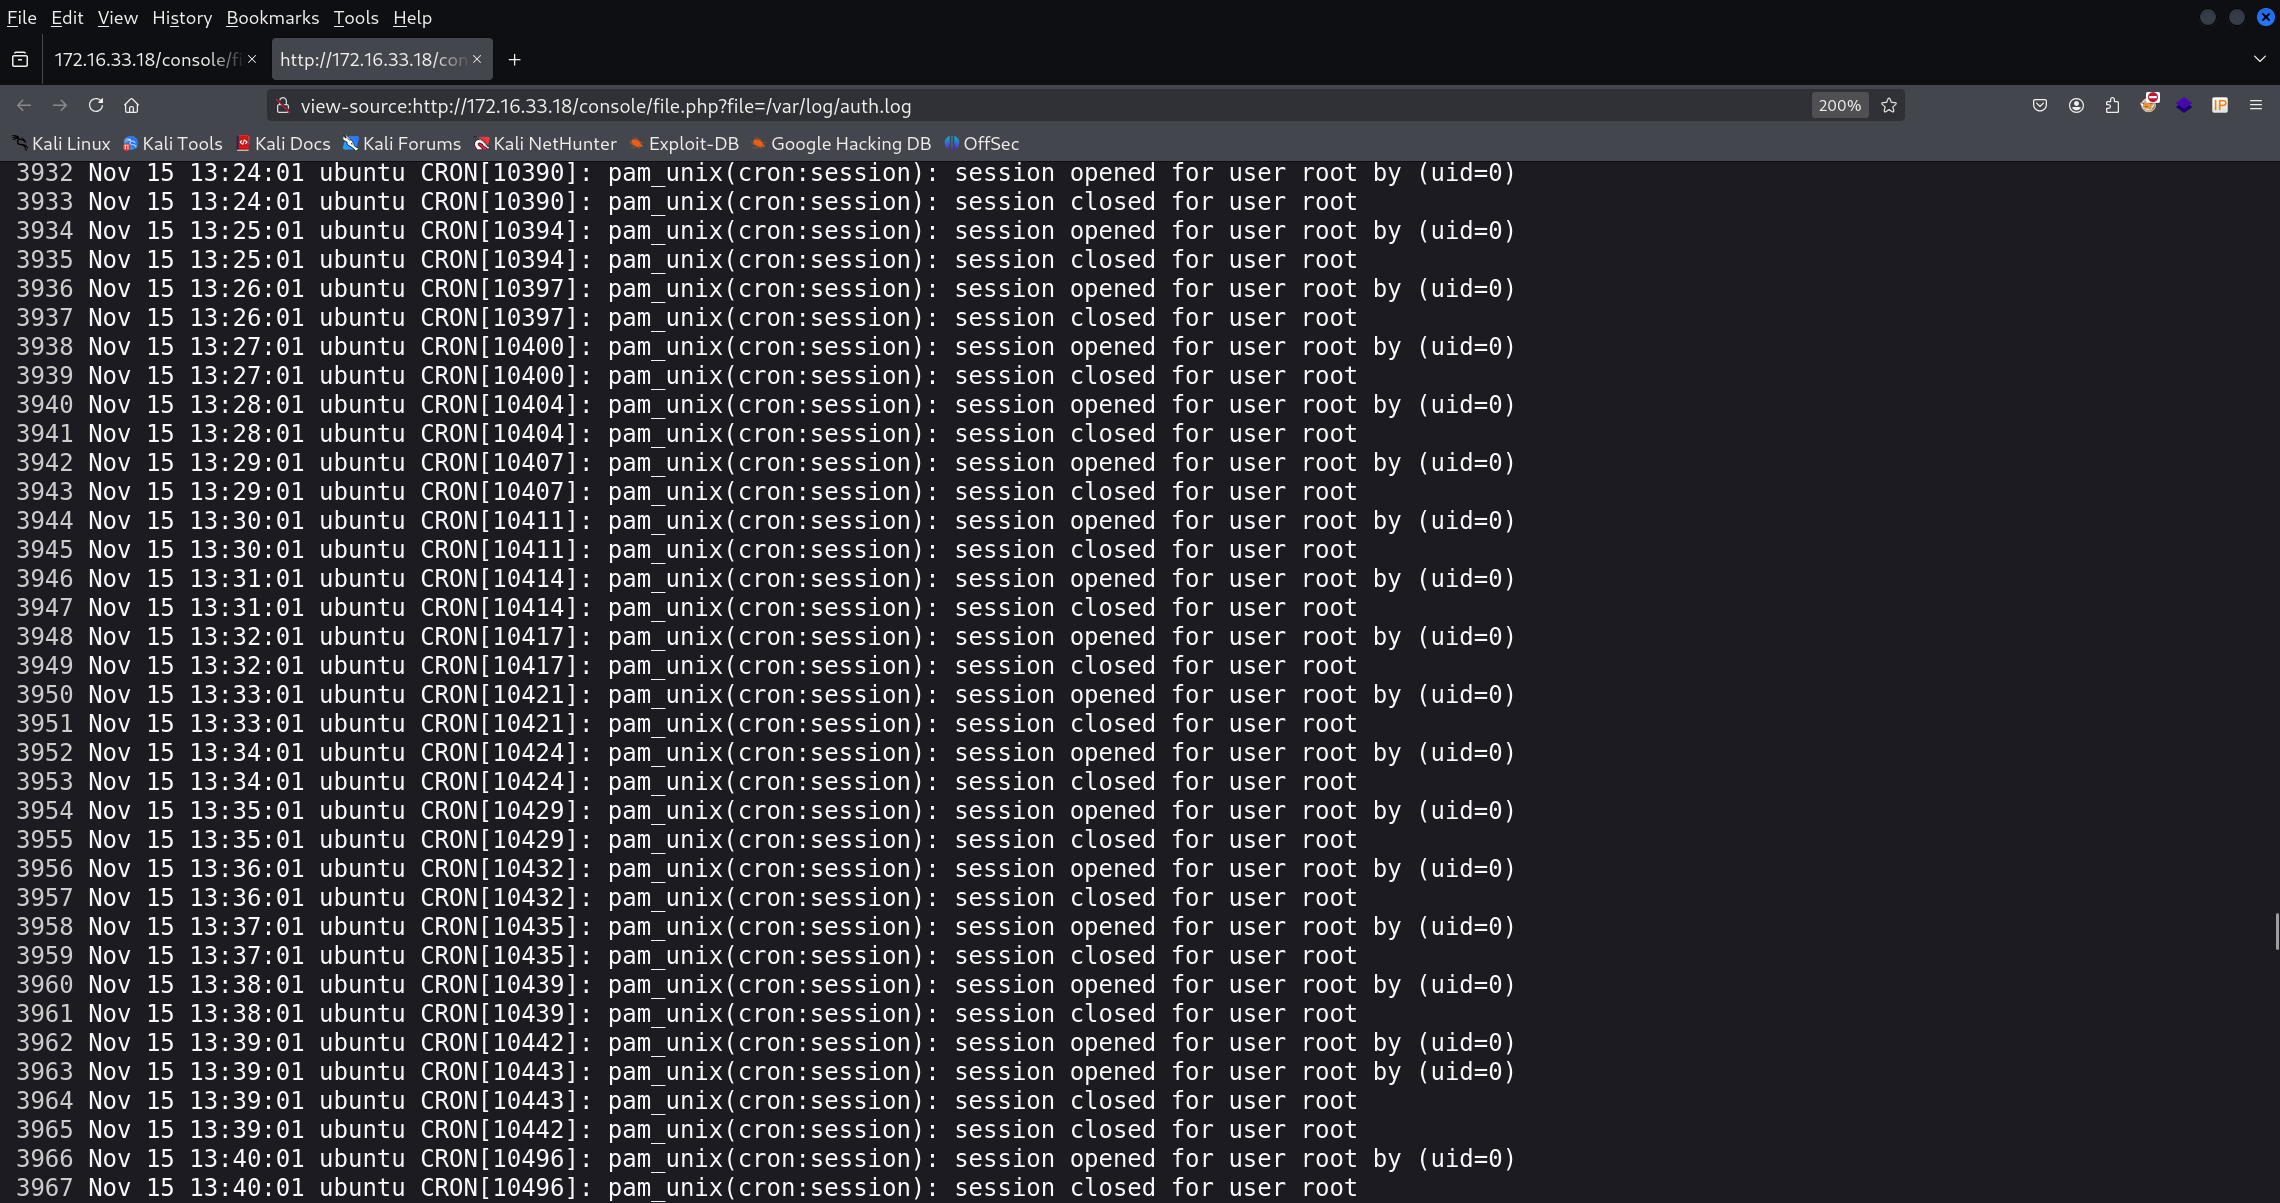 File Edit View History Bookmarks Tools Help
172.16.33.18/console/fi
http://172.16.33.18/con
view-source:http://172.16.33.18/console/file.php?file=/var/log/auth.log 200%
Kali Linux Kali Tools Kali Docs Kali Forums Kali NetHunter Exploit-DB Google Hacking DB OffSec
3932 Nov 15 13:24:01 ubuntu CRON[10390]: pam_unix(cron:session): session opened for user root by (uid=0)
3933 Nov 15 13:24:01 ubuntu CRON[10390]: pam_unix(cron:session): session closed for user root
3934 Nov 15 13:25:01 ubuntu CRON[10394]: pam_unix(cron:session): session opened for user root by (uid=0)
3935 Nov 15 13:25:01 ubuntu CRON[10394]: pam_unix(cron:session): session closed for user root
3936 Nov 15 13:26:01 ubuntu CRON[10397]: pam_unix(cron:session): session opened for user root by (uid=0)
3937 Nov 15 13:26:01 ubuntu CRON[10397]: pam_unix(cron:session): session closed for user root
3938 Nov 15 13:27:01 ubuntu CRON[10400]: pam_unix(cron:session): session opened for user root by (uid=0)
3939 Nov 15 13:27:01 ubuntu CRON[10400]: pam_unix(cron:session): session closed for user root
3940 Nov 15 13:28:01 ubuntu CRON[10404]: pam_unix(cron:session): session opened for user root by (uid=0)
3941 Nov 15 13:28:01 ubuntu CRON[10404]: pam_unix(cron:session): session closed for user root
3942 Nov 15 13:29:01 ubuntu CRON[10407]: pam_unix(cron:session): session opened for user root by (uid=0)
3943 Nov 15 13:29:01 ubuntu CRON[10407]: pam_unix(cron:session): session closed for user root
3944 Nov 15 13:30:01 ubuntu CRON[10411]: pam_unix(cron:session): session opened for user root by (uid=0)
3945 Nov 15 13:30:01 ubuntu CRON[10411]: pam_unix(cron:session): session closed for user root
3946 Nov 15 13:31:01 ubuntu CRON[10414]: pam_unix(cron:session): session opened for user root by (uid=0)
3947 Nov 15 13:31:01 ubuntu CRON[10414]: pam_unix(cron:session): session closed for user root
3948 Nov 15 13:32:01 ubuntu CRON[10417]: pam_unix(cron:session): session opened for user root by (uid=0)
3949 Nov 15 13:32:01 ubuntu CRON[10417]: pam_unix(cron:session): session closed for user root
3950 Nov 15 13:33:01 ubuntu CRON[10421]: pam_unix(cron:session): session opened for user root by (uid=0)
3951 Nov 15 13:33:01 ubuntu CRON[10421]: pam_unix(cron:session): session closed for user root
3952 Nov 15 13:34:01 ubuntu CRON[10424]: pam_unix(cron:session): session opened for user root by (uid=0)
3953 Nov 15 13:34:01 ubuntu CRON[10424]: pam_unix(cron:session): session closed for user root
3954 Nov 15 13:35:01 ubuntu CRON[10429]: pam_unix(cron:session): session opened for user root by (uid=0)
3955 Nov 15 13:35:01 ubuntu CRON[10429]: pam_unix(cron:session): session closed for user root
3956 Nov 15 13:36:01 ubuntu CRON[10432]: pam_unix(cron:session): session opened for user root by (uid=0)
3957 Nov 15 13:36:01 ubuntu CRON[10432]: pam_unix(cron:session): session closed for user root
3958 Nov 15 13:37:01 ubuntu CRON[10435]: pam_unix(cron:session): session opened for user root by (uid=0)
3959 Nov 15 13:37:01 ubuntu CRON[10435]: pam_unix(cron:session): session closed for user root
3960 Nov 15 13:38:01 ubuntu CRON[10439]: pam_unix(cron:session): session opened for user root by (uid=0)
3961 Nov 15 13:38:01 ubuntu CRON[10439]: pam_unix(cron:session): session closed for user root
3962 Nov 15 13:39:01 ubuntu CRON[10442]: pam_unix(cron:session): session opened for user root by (uid=0)
3963 Nov 15 13:39:01 ubuntu CRON[10443]: pam_unix(cron:session): session opened for user root by (uid=0)
3964 Nov 15 13:39:01 ubuntu CRON[10443]: pam_unix(cron:session): session closed for user root
3965 Nov 15 13:39:01 ubuntu CRON[10442]: pam_unix(cron:session): session closed for user root
3966 Nov 15 13:40:01 ubuntu CRON[10496]: pam_unix(cron:session): session opened for user root by (uid=0)
3967 Nov 15 13:40:01 ubuntu CRON[10496]: pam_unix(cron:session): session closed for user root